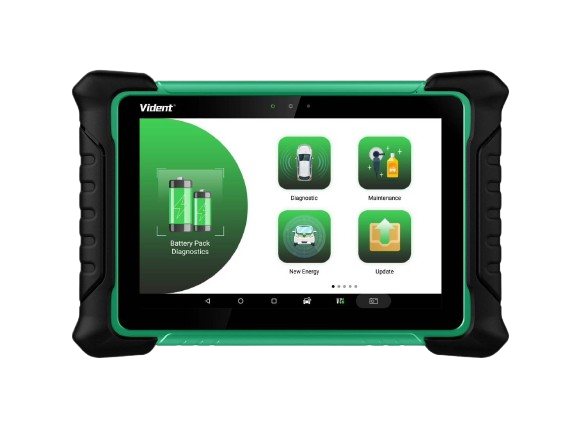 Vident
Battery Pack
Diagnostics
Diagnostic
Maintenance
New Energy
Update